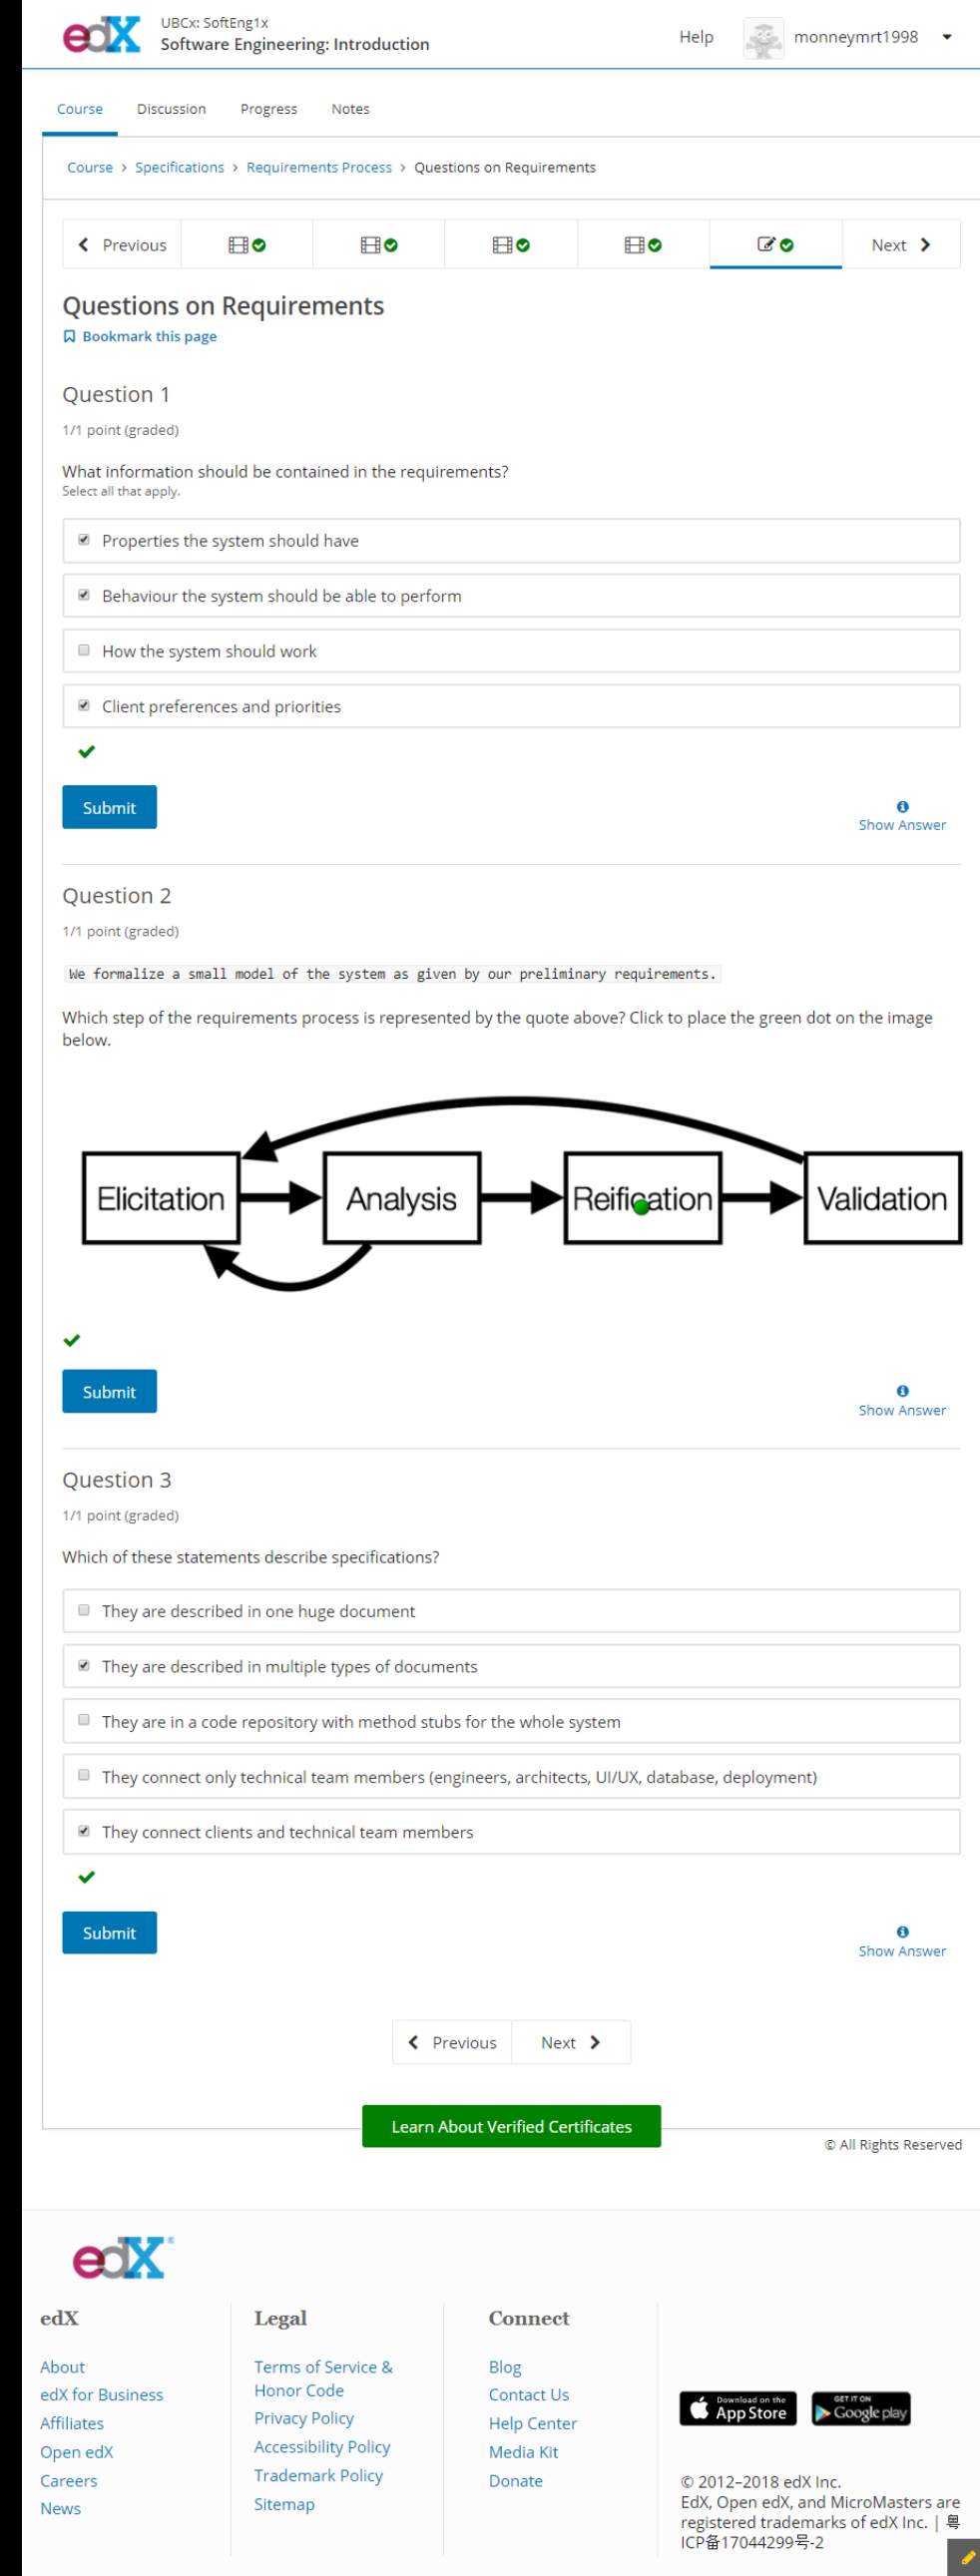 edX
UBCx: SoftEng1x
Software Engineering: Introduction
Help
monneymrt1998
Course Discussion Progress Notes
Course > Specifications > Requirements Process > Questions on Requirements
Previous
Next
Questions on Requirements
Bookmark this page
Question 1
1/1 point (graded)
What information should be contained in the requirements?
Select all that apply.
Properties the system should have
Behaviour the system should be able to perform
How the system should work
Client preferences and priorities
Submit
Show Answer
Question 2
1/1 point (graded)
We formalize a small model of the system as given by our preliminary requirements.
Which step of the requirements process is represented by the quote above? Click to place the green dot on the image
below.
Elicitation
Analysis
Reification
Validation
Submit
Show Answer
Question 3
1/1 point (graded)
Which of these statements describe specifications?
They are described in one huge document
They are described in multiple types of documents
They are in a code repository with method stubs for the whole system
They connect only technical team members (engineers, architects, UI/UX, database, deployment)
They connect clients and technical team members
Submit
Show Answer
Previous
Next
Learn About Verified Certificates
© All Rights Reserved
edX®
edX
About
edX for Business
Affiliates
Open edX
Careers
News
Legal
Terms of Service &
Honor Code
Privacy Policy
Accessibility Policy
Trademark Policy
Sitemap
Connect
Blog
Contact Us
Help Center
Media Kit
Donate
Download on the
App Store
GET IT ON
Google play
© 2012–2018 edX Inc.
EdX, Open edX, and MicroMasters are
registered trademarks of edX Inc. | 粤
ICP备17044299号-2